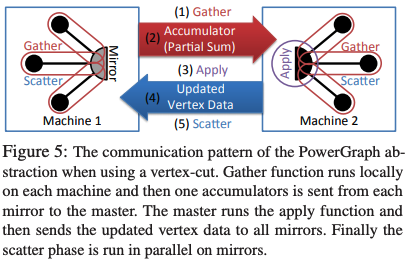 (1) Gather
Gather
Scatter
Mirror
Machine 1
(2) Accumulator
(Partial Sum)
(3) Apply
(4) Updated
Vertex Data
(5) Scatter
Apply
Gather
Scatter
Machine 2
Figure 5: The communication pattern of the PowerGraph ab-
straction when using a vertex-cut. Gather function runs locally
on each machine and then one accumulators is sent from each
mirror to the master. The master runs the apply function and
then sends the updated vertex data to all mirrors. Finally the
scatter phase is run in parallel on mirrors.